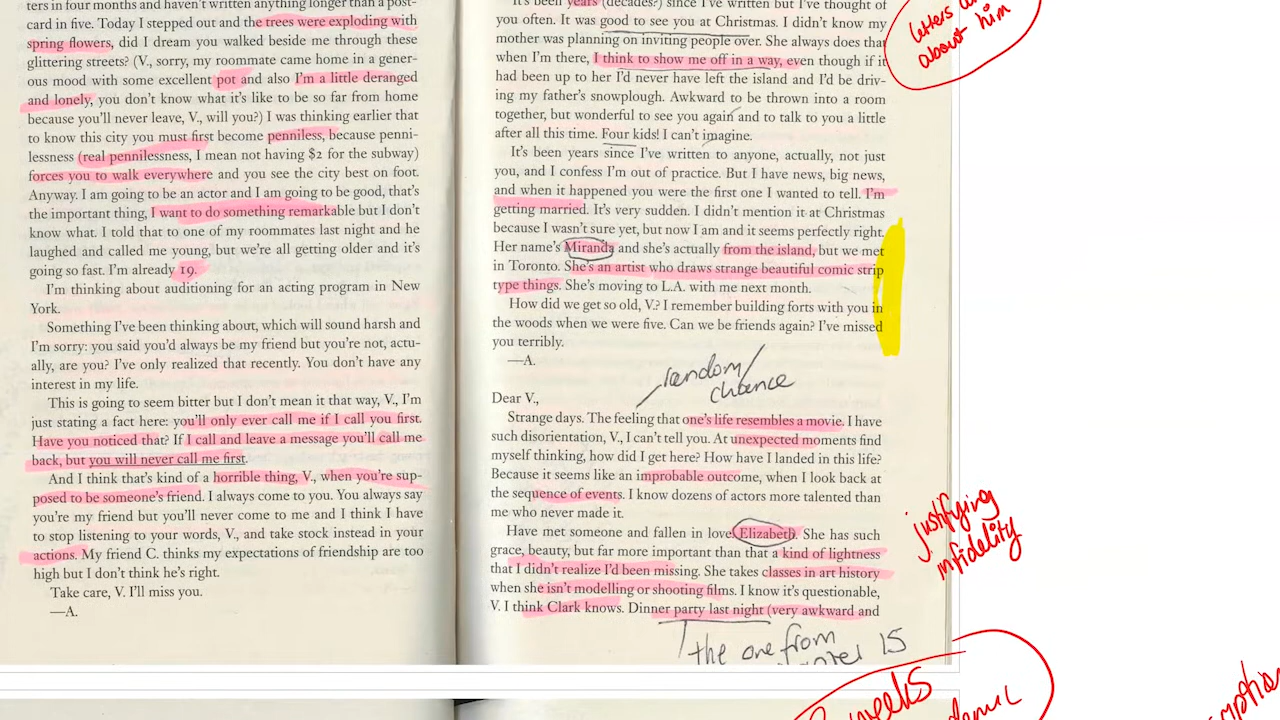 ters in four months and haven't written anything longer than a post-
card in five. Today I stepped out and the trees were exploding with
spring flowers, did I dream you walked beside me through these
glittering streets? (V., sorry, my roommate came home in a gener-
ous mood with some excellent pot and also I'm a little deranged
and lonely, you don't know what it's like to be so far from home
because you'll never leave, V., will you?) I was thinking earlier that
to know this city you must first become penniless, because penni-
lessness (real pennilessness, I mean not having $2 for the subway)
forces you to walk everywhere and you see the city best on foot.
Anyway. I am going to be an actor and I am going to be good, that's
the important thing, I want to do something remarkable but I don't
know what. I told that to one of my roommates last night and he
laughed and called me young, but we're all getting older and it's
going so fast. I'm already 19.
I'm thinking about auditioning for an acting program in New
York.
Something I've been thinking about, which will sound harsh and
I'm sorry: you said you'd always be my friend but you're not, actu-
ally, are you? I've only realized that recently. You don't have any
interest in my life.
This is going to seem bitter but I don't mean it that way, V., I'm
just stating a fact here: you'll only ever call me if I call you first.
Have you noticed that? If I call and leave a message you'll call me
back, but you will never call me first.
And I think that's kind of a horrible thing, V., when you're sup-
posed to be someone's friend. I always come to you. You always say
you're my friend but you'll never come to me and I think I have
to stop listening to your words, V., and take stock instead in your
actions. My friend C. thinks my expectations of friendship are too
high but I don't think he's right.
Take care, V. I'll miss you.
—A.
It's been years (decades?) since I've written but I've thought of
you often. It was good to see you at Christmas. I didn't know my
mother was planning on inviting people over. She always does that
when I'm there, I think to show me off in a way, even though if it
had been up to her I'd never have left the island and I'd be driv-
ing my father's snowplough. Awkward to be thrown into a room
together, but wonderful to see you again and to talk to you a little
after all this time. Four kids! I can't imagine.
It's been years since I've written to anyone, actually, not just
you, and I confess I'm out of practice. But I have news, big news,
and when it happened you were the first one I wanted to tell. I'm
getting married. It's very sudden. I didn't mention it at Christmas
because I wasn't sure yet, but now I am and it seems perfectly right.
Her name's Miranda and she's actually from the island, but we met
in Toronto. She's an artist who draws strange beautiful comic strip
type things. She's moving to L.A. with me next month.
How did we get so old, V.? I remember building forts with you in
the woods when we were five. Can we be friends again? I've missed
you terribly.
—A.
random/
chance
Dear V.,
Strange days. The feeling that one's life resembles a movie. I have
such disorientation, V., I can't tell you. At unexpected moments find
myself thinking, how did I get here? How have I landed in this life?
Because it seems like an improbable outcome, when I look back at
the sequence of events. I know dozens of actors more talented than
me who never made it.
Have met someone and fallen in love. Elizabeth. She has such
grace, beauty, but far more important than that a kind of lightness
that I didn't realize I'd been missing. She takes classes in art history
when she isn't modelling or shooting films. I know it's questionable,
V. I think Clark knows. Dinner party last night (very awkward and
the one from
15
letters
about him
justifying
infidelity
weeks